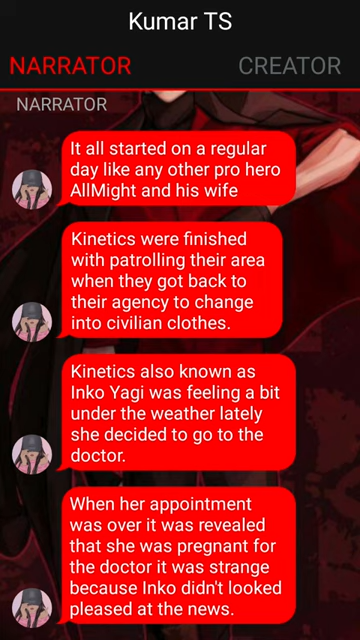 Kumar TS
NARRATOR CREATOR
NARRATOR
It all started on a regular
day like any other pro hero
AllMight and his wife
Kinetics were finished
with patrolling their area
when they got back to
their agency to change
into civilian clothes.
Kinetics also known as
Inko Yagi was feeling a bit
under the weather lately
she decided to go to the
doctor.
When her appointment
was over it was revealed
that she was pregnant for
the doctor it was strange
because Inko didn't looked
pleased at the news.